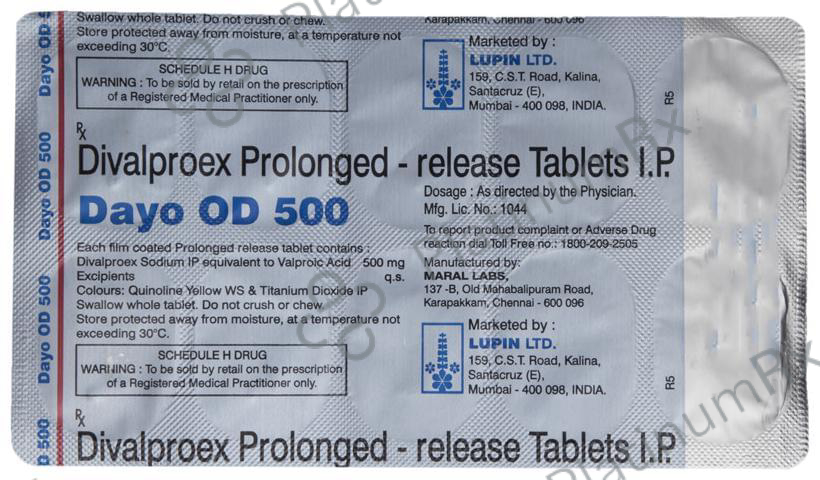 Swallow whole tablet. Do not crush or chew.
Store protected away from moisture, at a temperature not
exceeding 30°C.
SCHEDULE H DRUG
WARNING : To be sold by retail on the prescription
of a Registered Medical Practitioner only.
Karapakkam, Chennai - 600 096
Marketed by :
LUPIN LTD.
159, C.S.T. Road, Kalina,
Santacruz (E),
Mumbai - 400 098, INDIA.
R5
Rx
Divalproex Prolonged - release Tablets I.P.
Dayo OD 500
Dosage : As directed by the Physician.
Mfg. Lic. No.: 1044
To report product complaint or Adverse Drug
reaction dial Toll Free no.: 1800-209-2505
Each film coated Prolonged release tablet contains :
Divalproex Sodium IP equivalent to Valproic Acid 500 mg
Excipients q.s.
Colours: Quinoline Yellow WS & Titanium Dioxide IP
Swallow whole tablet. Do not crush or chew.
Store protected away from moisture, at a temperature not
exceeding 30°C.
Manufactured by:
MARAL LABS,
137 -B, Old Mahabalipuram Road,
Karapakkam, Chennai - 600 096
SCHEDULE H DRUG
WARNING : To be sold by retail on the prescription
of a Registered Medical Practitioner only.
Marketed by :
LUPIN LTD.
159, C.S.T. Road, Kalina,
Santacruz (E),
Mumbai - 400 098, INDIA.
R5
Rx
Divalproex Prolonged - release Tablets I.P.
Dayo OD 5
Dayo OD 500
Dayo OD 500
D 500
PlatinumRx
PlatinumRx
PlatinumRx